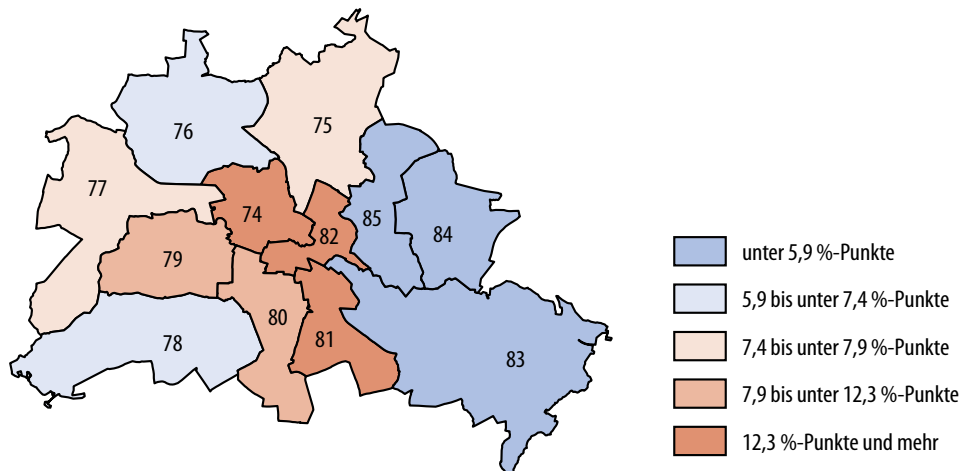 76
75
77
74
82
85
84
79
80
78
81
83
unter 5,9 %-Punkte
5,9 bis unter 7,4 %-Punkte
7,4 bis unter 7,9 %-Punkte
7,9 bis unter 12,3 %-Punkte
12,3 %-Punkte und mehr